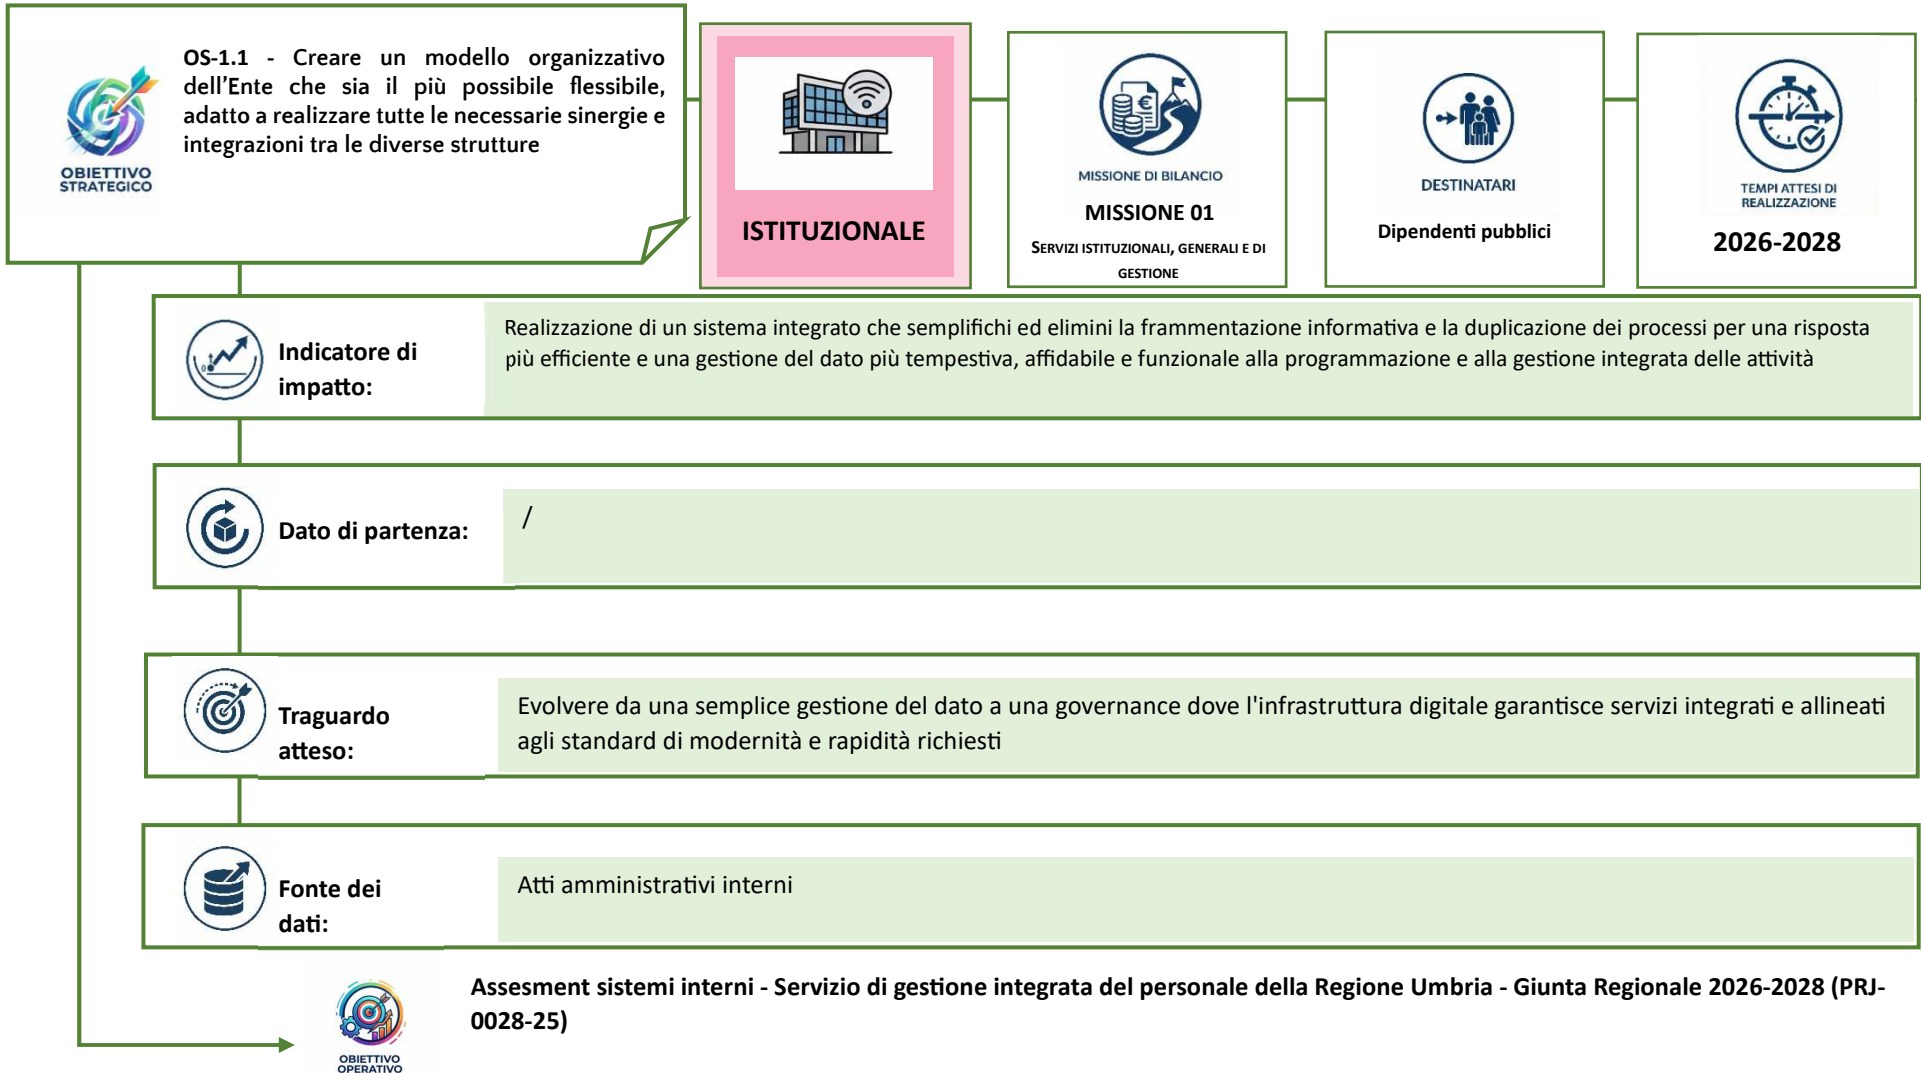 OS-1.1 - Creare un modello organizzativo
dell'Ente che sia il più possibile flessibile,
adatto a realizzare tutte le necessarie sinergie e
integrazioni tra le diverse strutture
OBIETTIVO
STRATEGICO
ISTITUZIONALE
MISSIONE DI BILANCIO
MISSIONE 01
SERVIZI ISTITUZIONALI, GENERALI E DI
GESTIONE
DESTINATARI
Dipendenti pubblici
TEMPI ATTESI DI
REALIZZAZIONE
2026-2028
Indicatore di
impatto:
Realizzazione di un sistema integrato che semplifichi ed elimini la frammentazione informativa e la duplicazione dei processi per una risposta
più efficiente e una gestione del dato più tempestiva, affidabile e funzionale alla programmazione e alla gestione integrata delle attività
Dato di partenza:
/
Traguardo
atteso:
Evolvere da una semplice gestione del dato a una governance dove l'infrastruttura digitale garantisce servizi integrati e allineati
agli standard di modernità e rapidità richiesti
Fonte dei
dati:
Atti amministrativi interni
OBIETTIVO
OPERATIVO
Assesment sistemi interni - Servizio di gestione integrata del personale della Regione Umbria - Giunta Regionale 2026-2028 (PRJ-
0028-25)